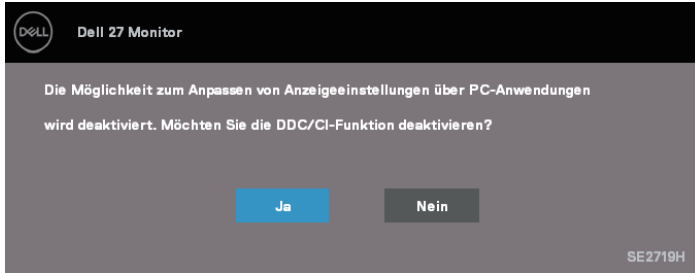 DELL
Dell 27 Monitor
Die Möglichkeit zum Anpassen von Anzeigeeinstellungen über PC-Anwendungen
wird deaktiviert. Möchten Sie die DDC/CI-Funktion deaktivieren?
Ja
Nein
SE2719H